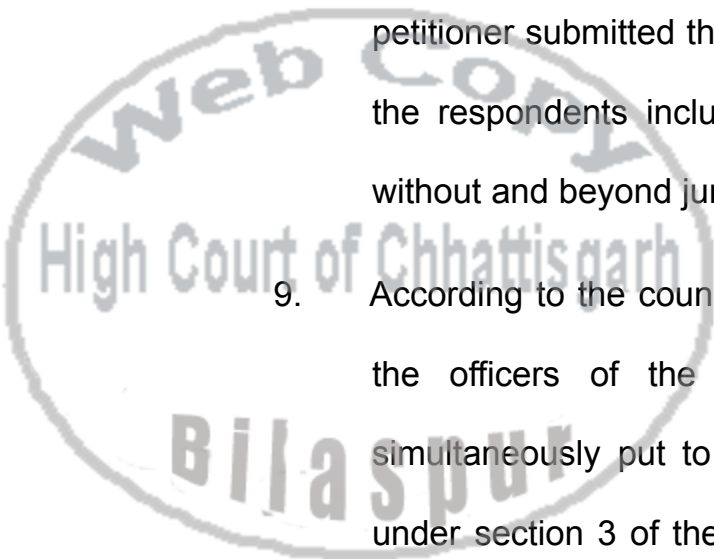 petitioner submitted th
the respondents inclu
without and beyond jur
9. According to the coun
the officers of the
simultaneously put to
under section 3 of the
Web Copy
High Court of Chhattisgarh
Bilaspur